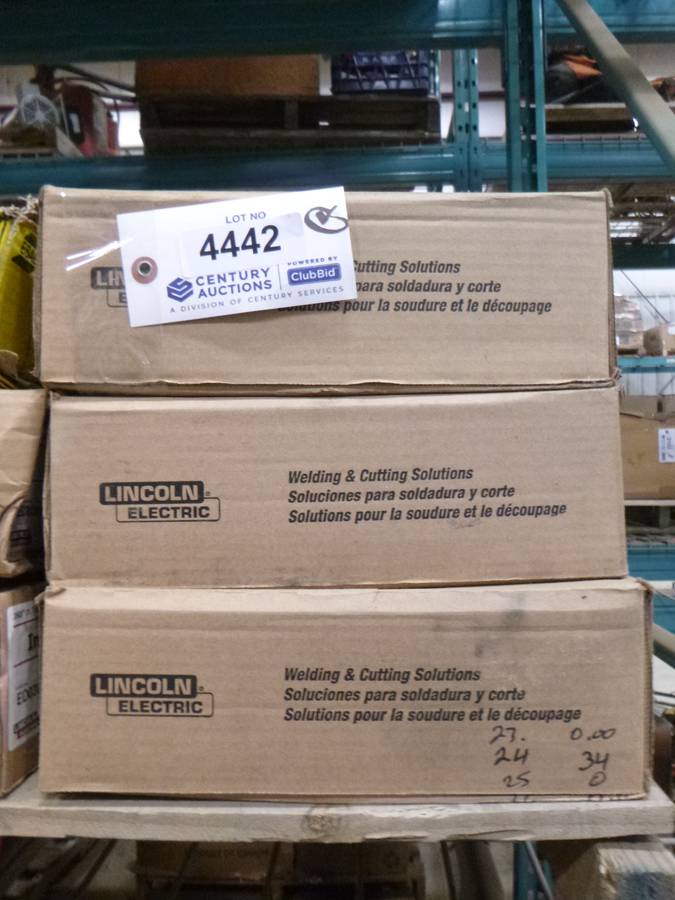 LOT NO
4442
CENTURY
AUCTIONS
POWERED BY
ClubBid
A DIVISION OF CENTURY SERVICES
Cutting Solutions
para soldadura y corte
Solutions pour la soudure et le découpage
LINCOLN
ELECTRIC
Welding & Cutting Solutions
Soluciones para soldadura y corte
Solutions pour la soudure et le découpage
LINCOLN
ELECTRIC
Welding & Cutting Solutions
Soluciones para soldadura y corte
Solutions pour la soudure et le découpage
23. 0.00
24 34
25 0